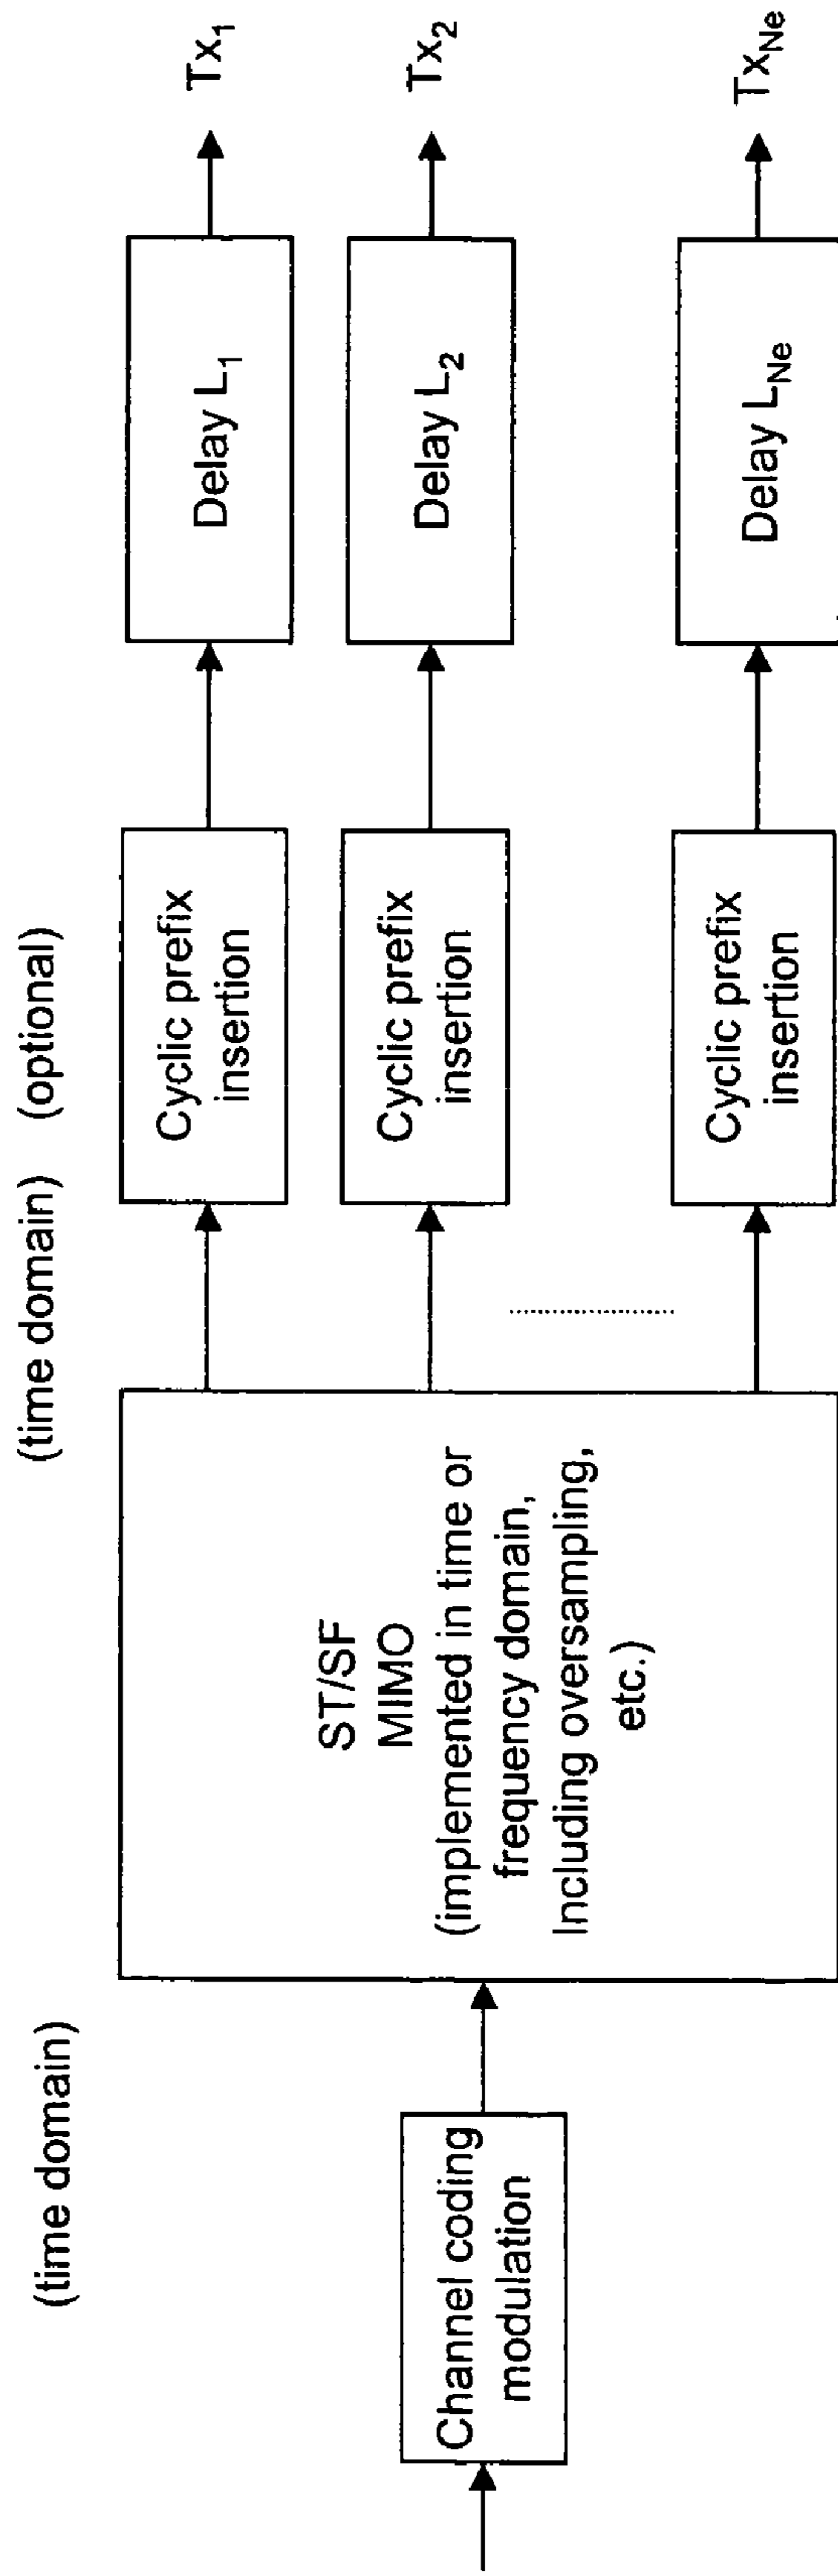 (time domain)
(time domain) (optional)
Channel coding
modulation
ST/SF
MIMO
(implemented in time or
frequency domain,
Including oversampling,
etc.)
Cyclic prefix
insertion
Delay L1
Tx1
Cyclic prefix
insertion
Delay L2
Tx2
Cyclic prefix
insertion
Delay LNe
TxNe